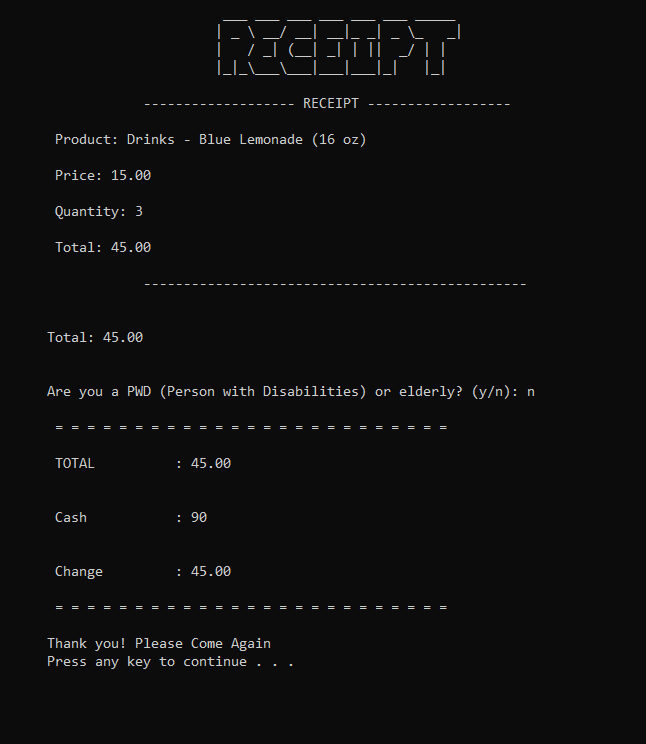 RECEIPT
------------------- RECEIPT ------------------
Product: Drinks - Blue Lemonade (16 oz)
Price: 15.00
Quantity: 3
Total: 45.00
------------------------------------------------
Total: 45.00
Are you a PWD (Person with Disabilities) or elderly? (y/n): n
= = = = = = = = = = = = = = = = = = = = = = = = =
TOTAL          : 45.00
Cash           : 90
Change         : 45.00
= = = = = = = = = = = = = = = = = = = = = = = = =
Thank you! Please Come Again
Press any key to continue . . .